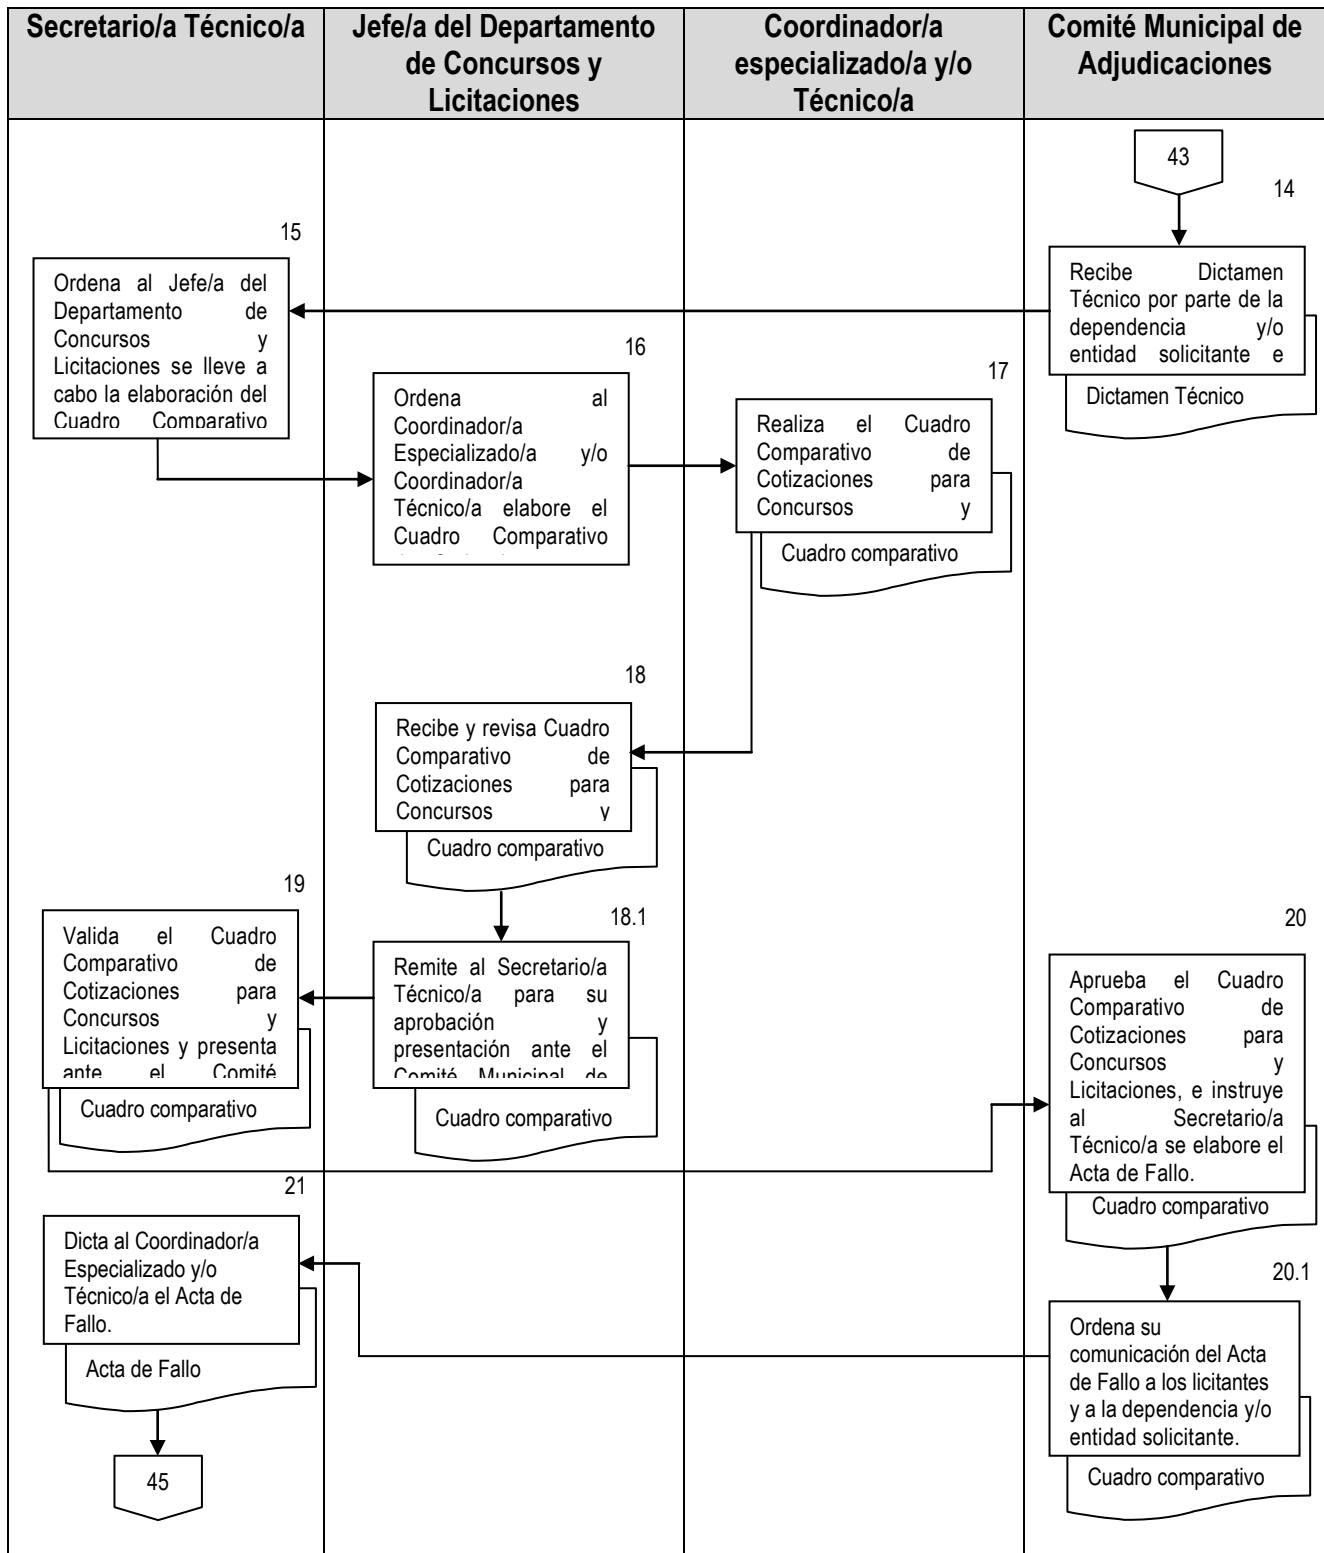 Secretario/a Técnico/a
Jefe/a del Departamento
de Concursos y
Licitaciones
Coordinador/a
especializado/a y/o
Técnico/a
Comité Municipal de
Adjudicaciones
43
14
Recibe Dictamen
Técnico por parte de la
dependencia y/o
entidad solicitante e
Dictamen Técnico
15
Ordena al Jefe/a del
Departamento de
Concursos y
Licitaciones se lleve a
cabo la elaboración del
Cuadro Comparativo
16
Ordena al
Coordinador/a
Especializado/a y/o
Coordinador/a
Técnico/a elabore el
Cuadro Comparativo
17
Realiza el Cuadro
Comparativo de
Cotizaciones para
Concursos y
Cuadro comparativo
18
Recibe y revisa Cuadro
Comparativo de
Cotizaciones para
Concursos y
Cuadro comparativo
18.1
Remite al Secretario/a
Técnico/a para su
aprobación y
presentación ante el
Comité Municipal de
Cuadro comparativo
19
Valida el Cuadro
Comparativo de
Cotizaciones para
Concursos y
Licitaciones y presenta
ante el Comité
Cuadro comparativo
20
Aprueba el Cuadro
Comparativo de
Cotizaciones para
Concursos y
Licitaciones, e instruye
al Secretario/a
Técnico/a se elabore el
Acta de Fallo.
Cuadro comparativo
20.1
Ordena su
comunicación del Acta
de Fallo a los licitantes
y a la dependencia y/o
entidad solicitante.
Cuadro comparativo
21
Dicta al Coordinador/a
Especializado y/o
Técnico/a el Acta de
Fallo.
Acta de Fallo
45